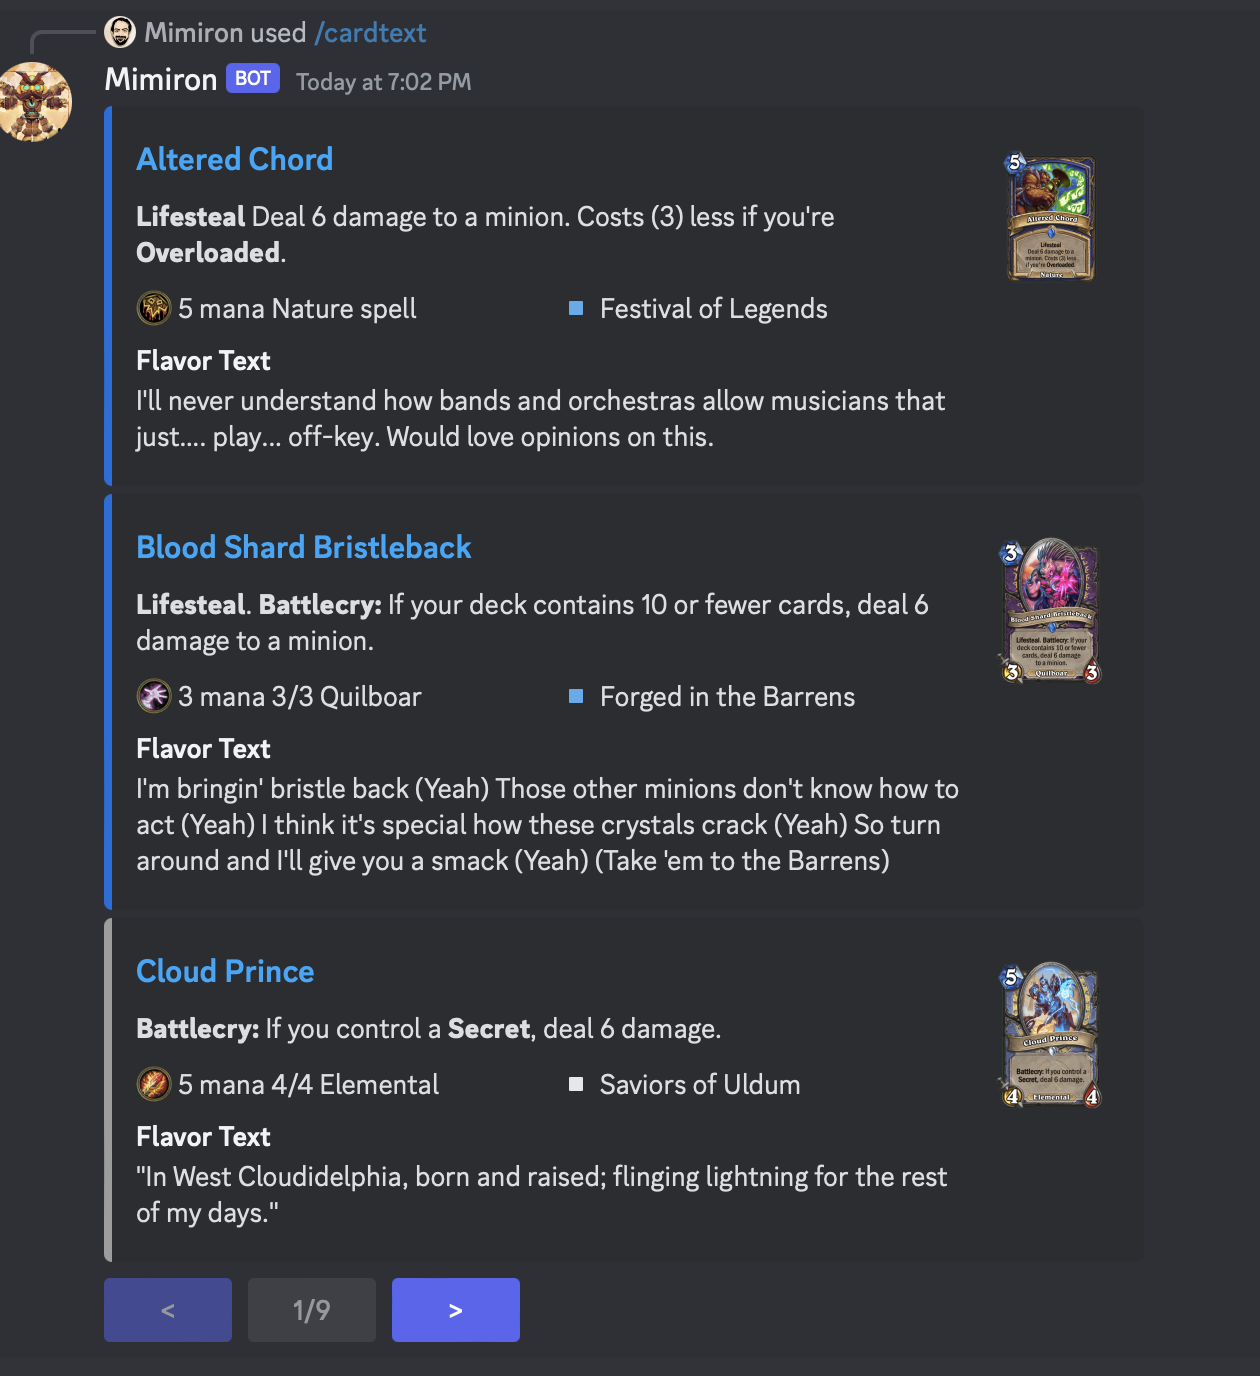 Mimiron used /cardtext
Mimiron BOT Today at 7:02 PM
Altered Chord
Lifesteal Deal 6 damage to a minion. Costs (3) less if you're
Overloaded.
5 mana Nature spell
Festival of Legends
Flavor Text
I'll never understand how bands and orchestras allow musicians that
just.... play... off-key. Would love opinions on this.
5
Altered Chord
Lifesteal
Deal 6 damage to a
minion. Costs (3) less
if you're Overloaded.
Nature
Blood Shard Bristleback
Lifesteal. Battlecry: If your deck contains 10 or fewer cards, deal 6
damage to a minion.
3 mana 3/3 Quilboar
Forged in the Barrens
Flavor Text
I'm bringin' bristle back (Yeah) Those other minions don't know how to
act (Yeah) I think it's special how these crystals crack (Yeah) So turn
around and I'll give you a smack (Yeah) (Take 'em to the Barrens)
3
Blood Shard Bristleback
Lifesteal. Battlecry: If your
deck contains 10 or fewer
cards, deal 6 damage
to a minion.
3 Quilboar 3
Cloud Prince
Battlecry: If you control a Secret, deal 6 damage.
5 mana 4/4 Elemental
Saviors of Uldum
Flavor Text
"In West Cloudidelphia, born and raised; flinging lightning for the rest
of my days."
5
Cloud Prince
Battlecry: If you control a
Secret, deal 6 damage.
4 Elemental 4
< 1/9 >